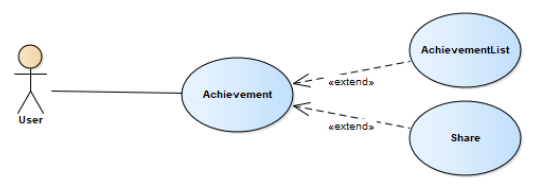 AchievementList
«extend»
Achievement
User
«extend»
Share